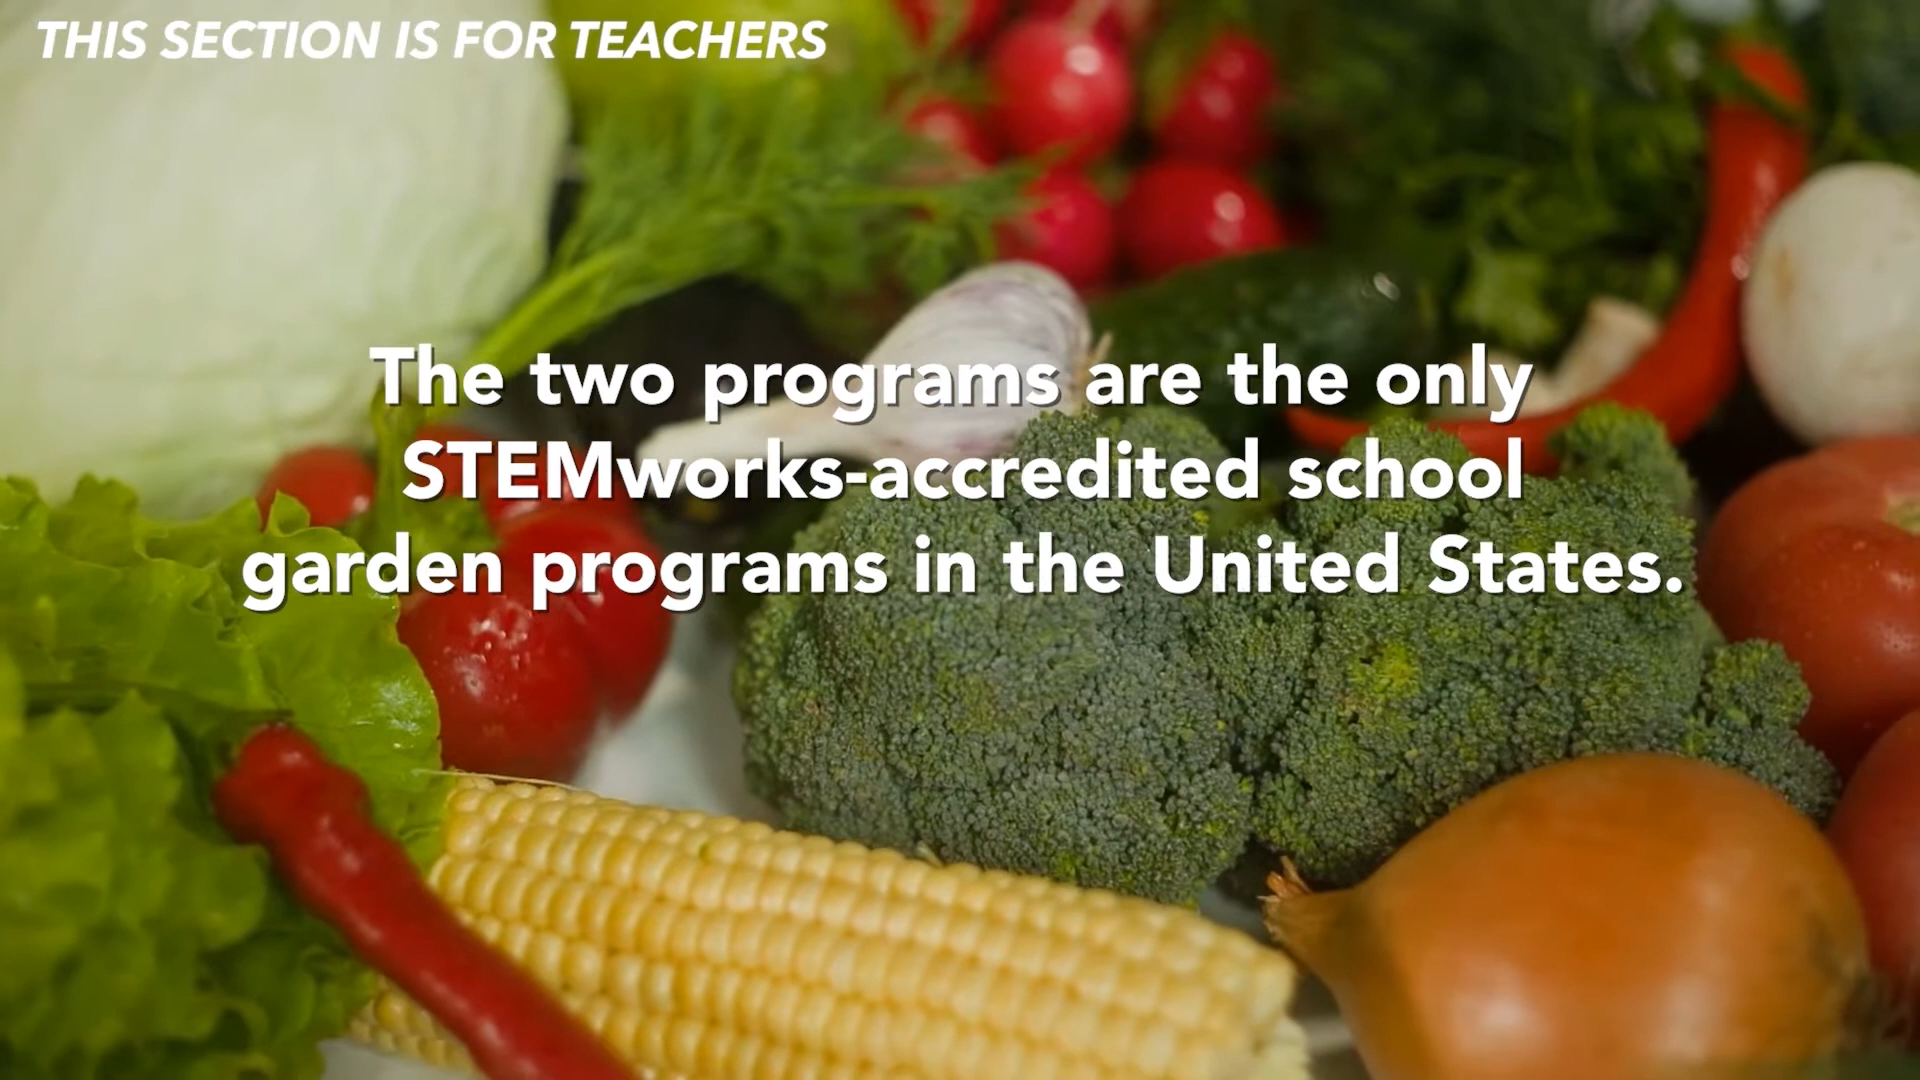 THIS SECTION IS FOR TEACHERS
The two programs are the only
STEMworks-accredited school
garden programs in the United States.